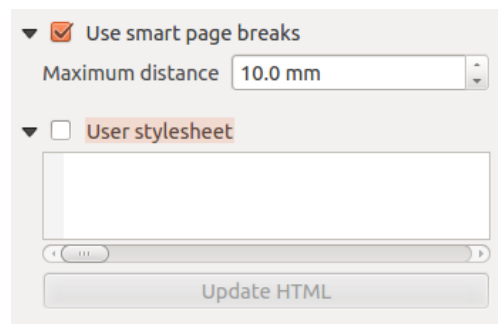 Use smart page breaks
Maximum distance 10.0 mm
User stylesheet
Update HTML